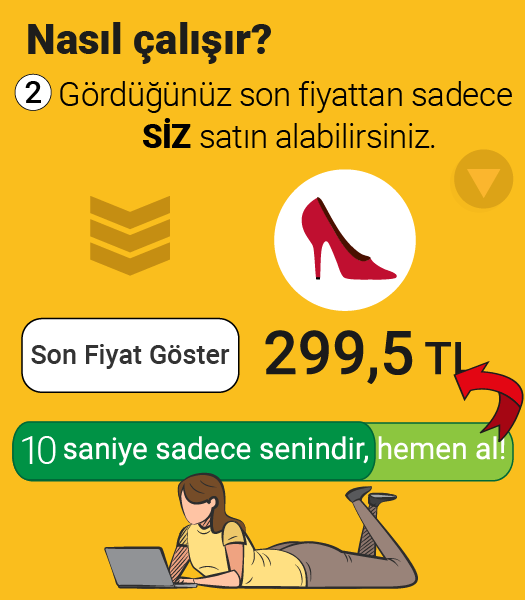 Nasıl çalışır?
2 Gördüğünüz son fiyattan sadece
SİZ satın alabilirsiniz.
Son Fiyat Göster
299,5 TL
10 saniye sadece senindir, hemen al!